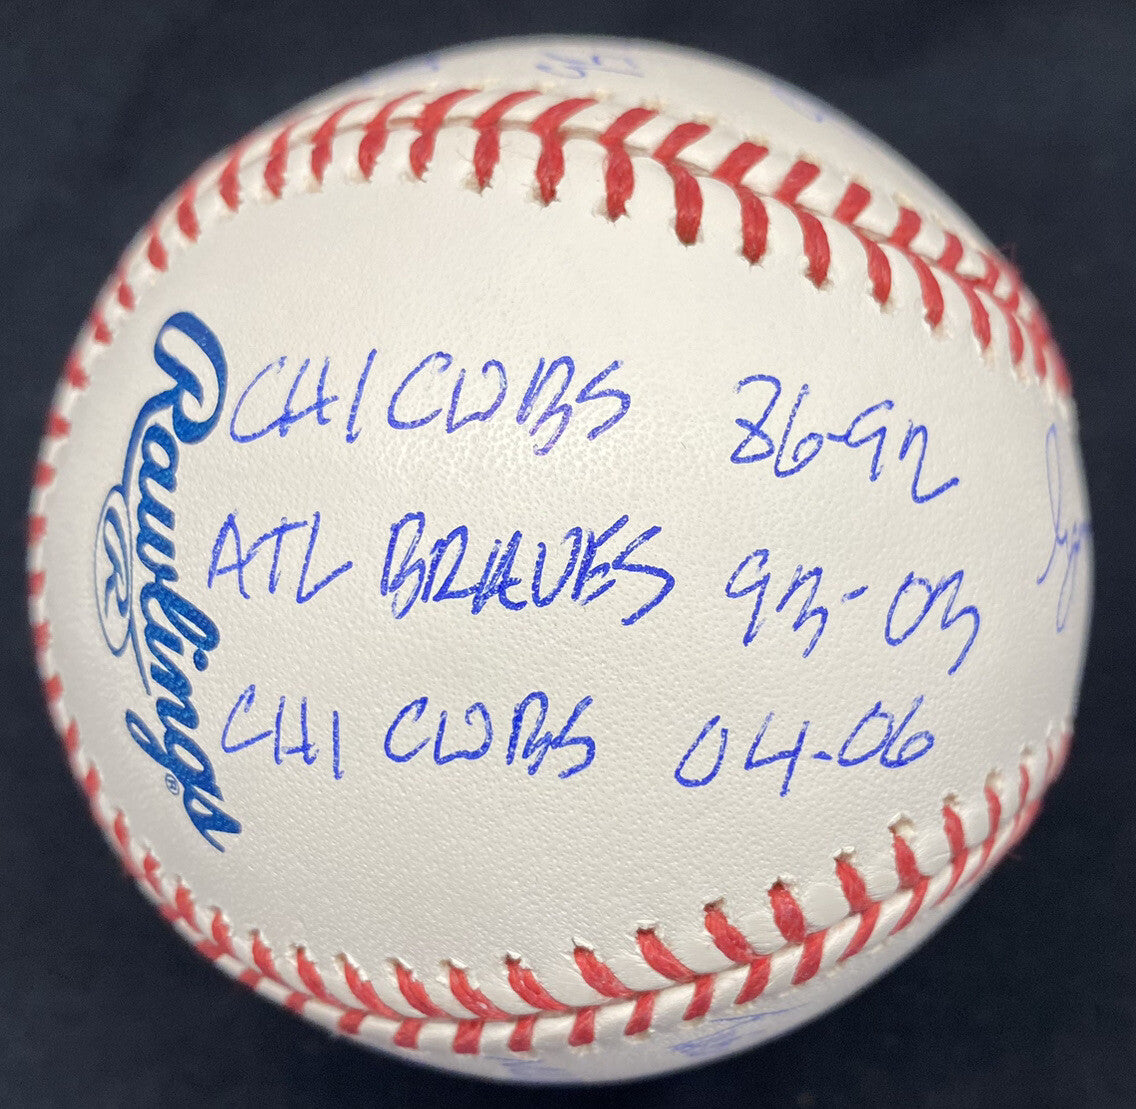 Rawlings ®
R
CHI CUBS 86-92
ATL BRAVES 93-03
CHI CUBS 04-06